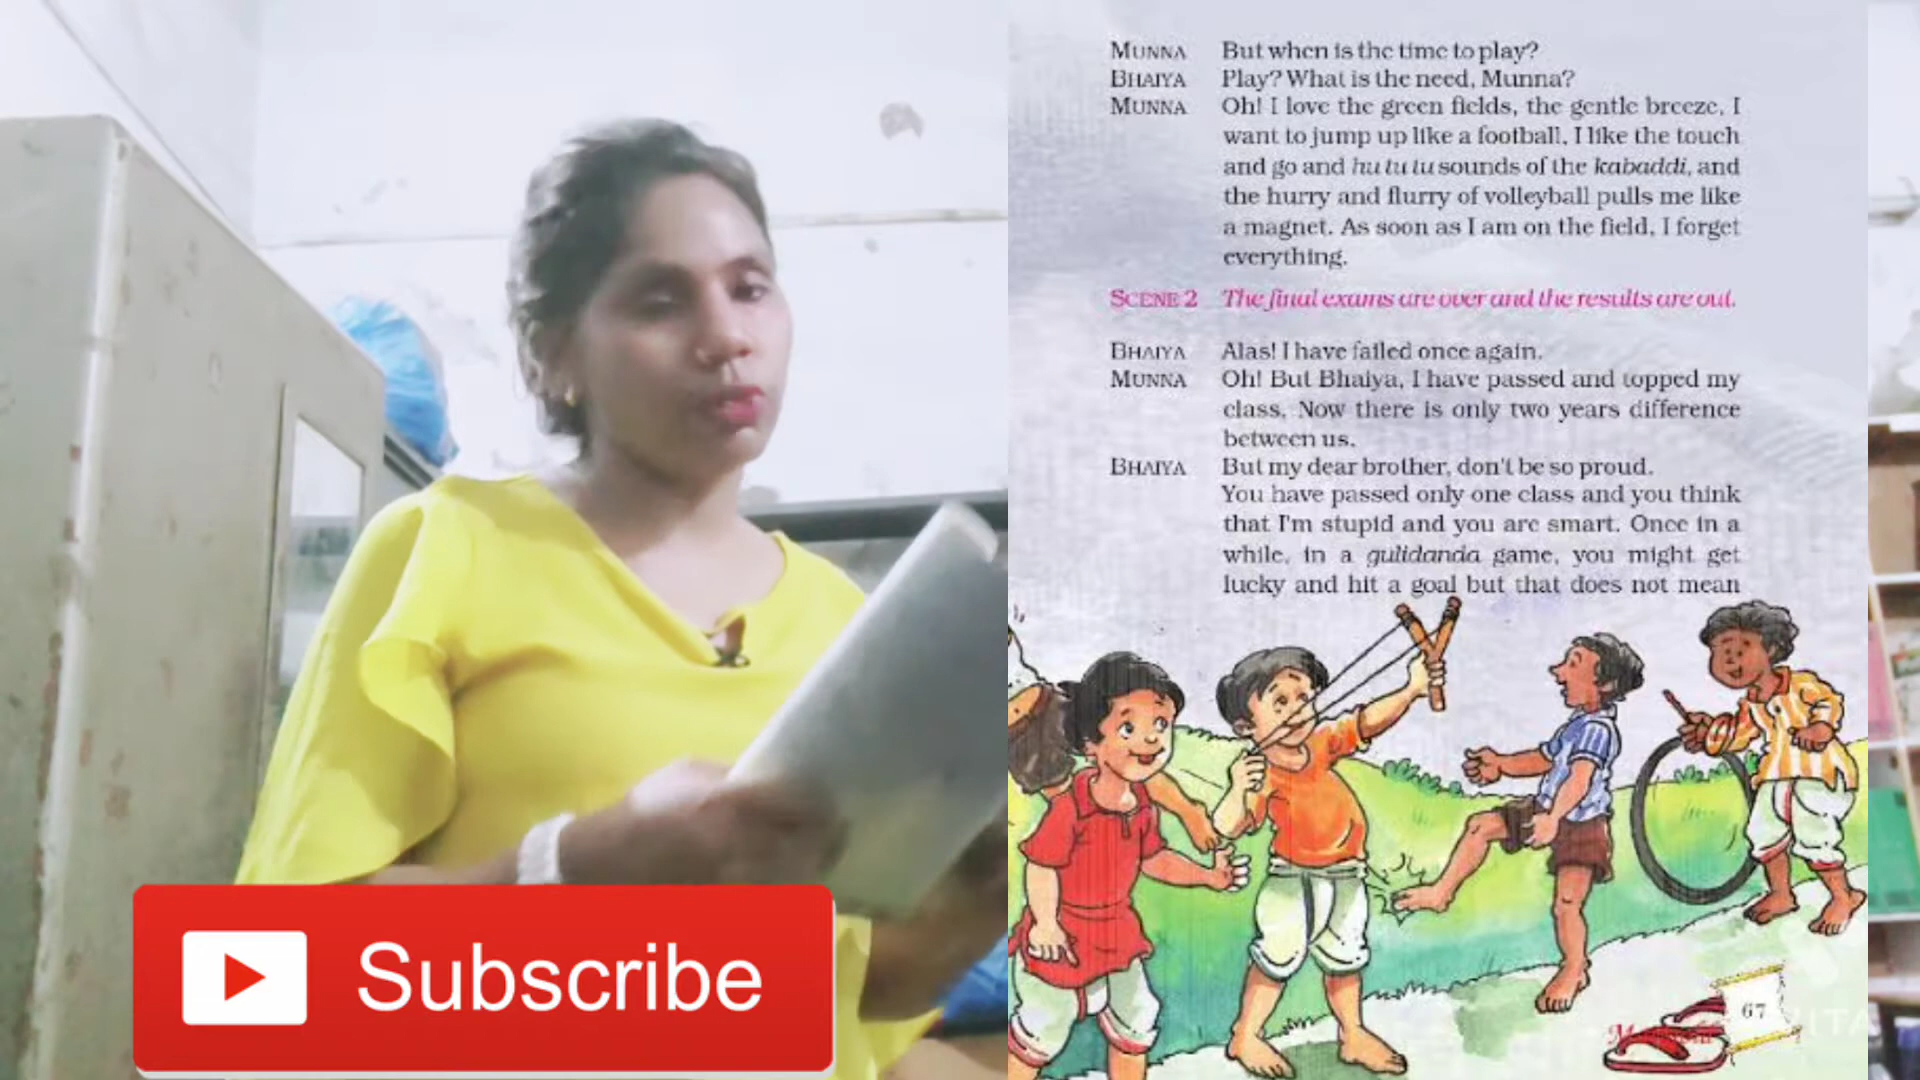 MUNNA But when is the time to play?
BHAIYA Play? What is the need, Munna?
MUNNA Oh! I love the green fields, the gentle breeze, I
want to jump up like a football, I like the touch
and go and hu tu tu sounds of the kabaddi, and
the hurry and flurry of volleyball pulls me like
a magnet. As soon as I am on the field, I forget
everything.
SCENE 2 The final exams are over and the results are out.
BHAIYA Alas! I have failed once again.
MUNNA Oh! But Bhaiya, I have passed and topped my
class. Now there is only two years difference
between us.
BHAIYA But my dear brother, don't be so proud.
You have passed only one class and you think
that I'm stupid and you are smart. Once in a
while, in a gulidanda game, you might get
lucky and hit a goal but that does not mean
67
Subscribe